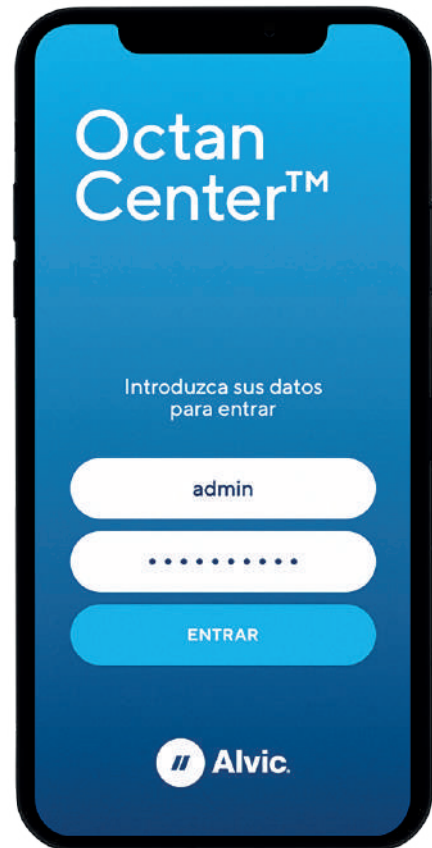 Octan
Center™
Introduzca sus datos
para entrar
admin
••••••••••
ENTRAR
Alvic.